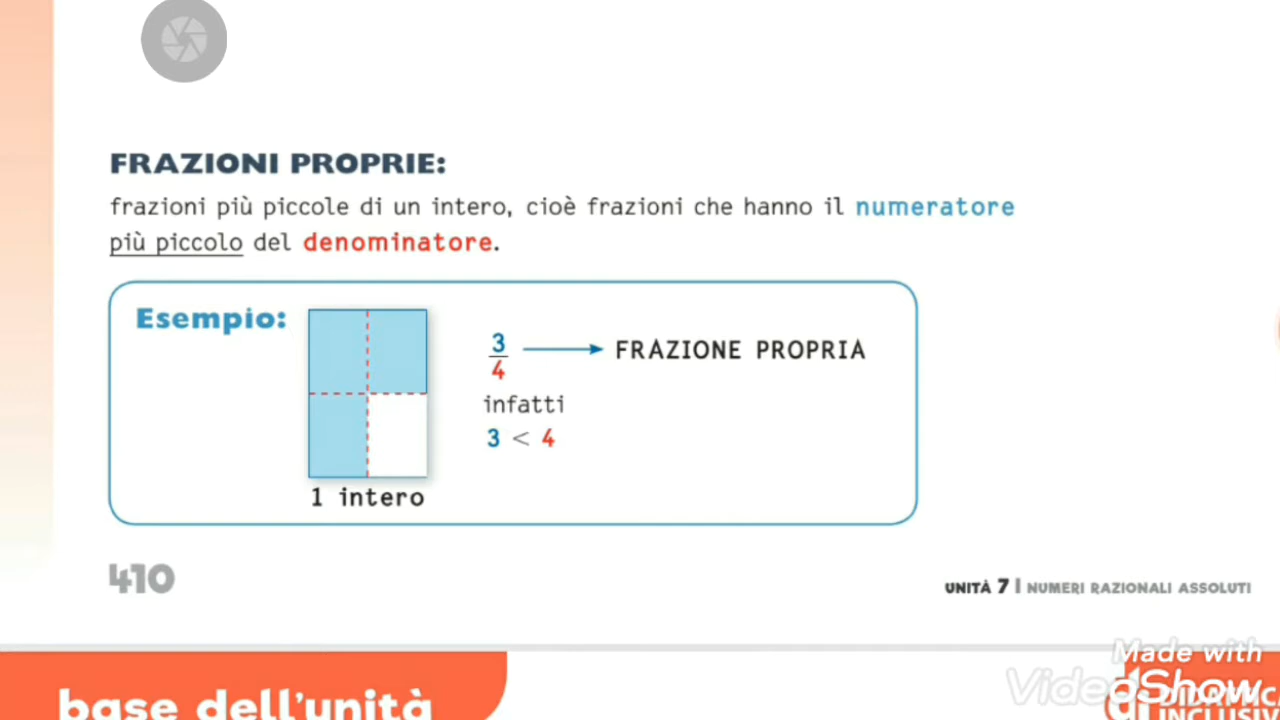 FRAZIONI PROPRIE:
frazioni più piccole di un intero, cioè frazioni che hanno il numeratore
più piccolo del denominatore.
Esempio:
3
4
FRAZIONE PROPRIA
infatti
3 < 4
1 intero
410
UNITÀ 7 | NUMERI RAZIONALI ASSOLUTI
base dell'unità
Made with
VideoShow